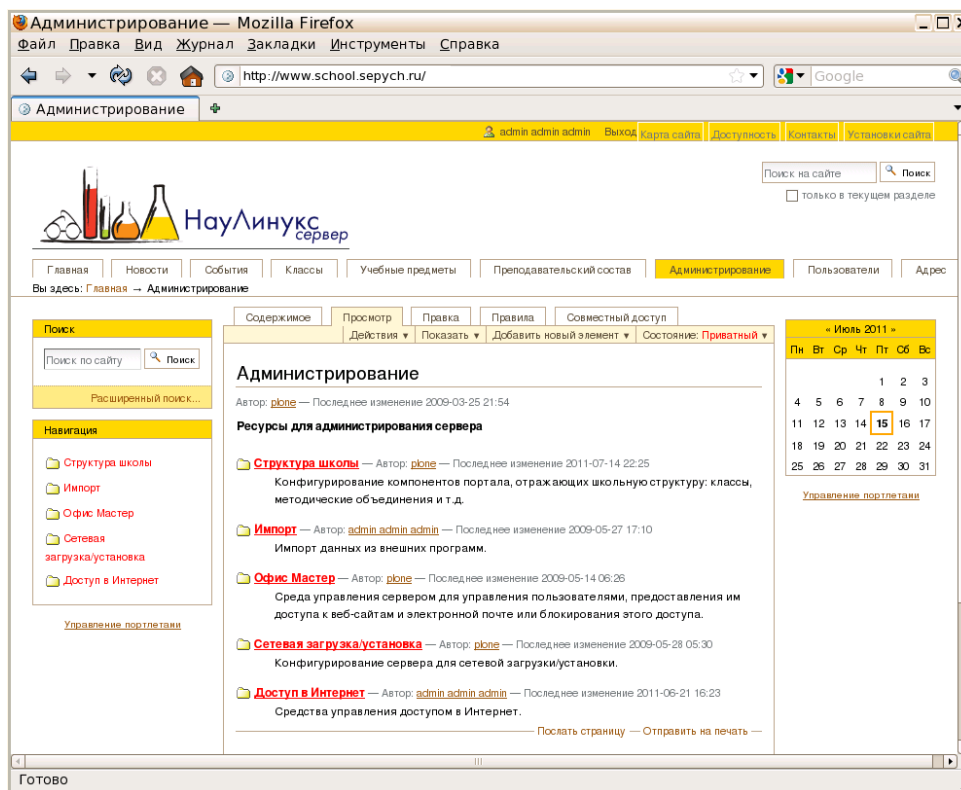 Администрирование — Mozilla Firefox
Файл Правка Вид Журнал Закладки Инструменты Справка
http://www.school.sepych.ru/
Google
Администрирование
admin admin admin Выход Карта сайта Доступность Контакты Установки сайта
Поиск на сайте Поиск
только в текущем разделе
НауЛинукс
сервер
Главная Новости События Классы Учебные предметы Преподавательский состав Администрирование Пользователи Адрес
Вы здесь: Главная → Администрирование
Поиск
Поиск по сайту Поиск
Расширенный поиск...
Навигация
Структура школы
Импорт
Офис Мастер
Сетевая
загрузка/установка
Доступ в Интернет
Управление портлетами
Содержимое Просмотр Правка Правила Совместный доступ
Действия ▼ Показать ▼ Добавить новый элемент ▼ Состояние: Приватный ▼
Администрирование
Автор: plone — Последнее изменение 2009-03-25 21:54
Ресурсы для администрирования сервера
Структура школы — Автор: plone — Последнее изменение 2011-07-14 22:25
Конфигурирование компонентов портала, отражающих школьную структуру: классы,
методические объединения и т.д.
Импорт — Автор: admin admin admin — Последнее изменение 2009-05-27 17:10
Импорт данных из внешних программ.
Офис Мастер — Автор: plone — Последнее изменение 2009-05-14 06:26
Среда управления сервером для управления пользователями, предоставления им
доступа к веб-сайтам и электронной почте или блокирования этого доступа.
Сетевая загрузка/установка — Автор: plone — Последнее изменение 2009-05-28 05:30
Конфигурирование сервера для сетевой загрузки/установки.
Доступ в Интернет — Автор: admin admin admin — Последнее изменение 2011-06-21 16:23
Средства управления доступом в Интернет.
Послать страницу — Отправить на печать —
« Июль 2011 »
Пн Вт Ср Чт Пт Сб Вс
1 2 3
4 5 6 7 8 9 10
11 12 13 14 15 16 17
18 19 20 21 22 23 24
25 26 27 28 29 30 31
Управление портлетами
Готово